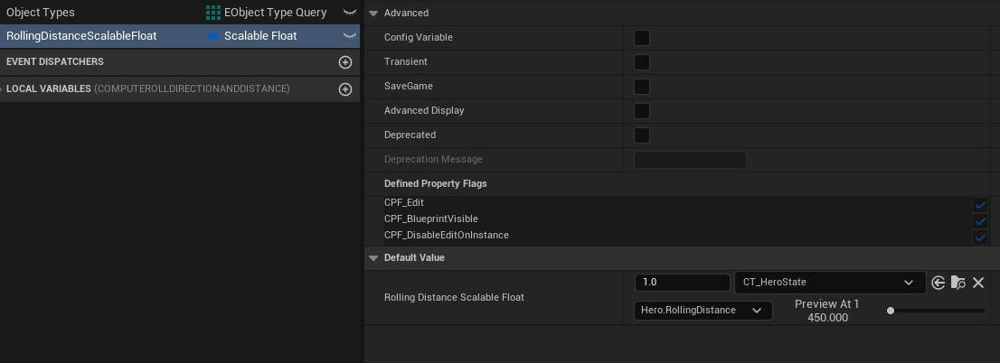 Object Types
EObject Type Query
RollingDistanceScalableFloat
Scalable Float
EVENT DISPATCHERS
LOCAL VARIABLES (COMPUTEROLLDIRECTIONANDDISTANCE)
Advanced
Config Variable
Transient
SaveGame
Advanced Display
Deprecated
Deprecation Message
Defined Property Flags
CPF_Edit
CPF_BlueprintVisible
CPF_DisableEditOnInstance
Default Value
Rolling Distance Scalable Float
1.0
CT_HeroState
Hero.RollingDistance
Preview At 1
450.000